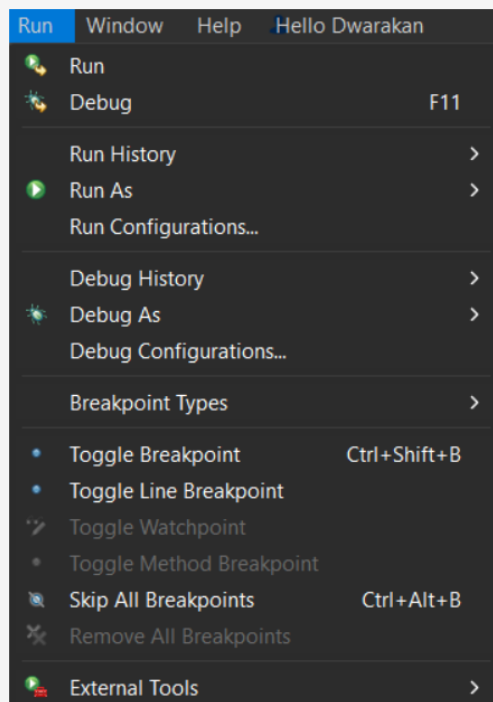 Run Window Help Hello Dwarakan
Run
Debug F11
Run History
Run As
Run Configurations...
Debug History
Debug As
Debug Configurations...
Breakpoint Types
Toggle Breakpoint Ctrl+Shift+B
Toggle Line Breakpoint
Toggle Watchpoint
Toggle Method Breakpoint
Skip All Breakpoints Ctrl+Alt+B
Remove All Breakpoints
External Tools